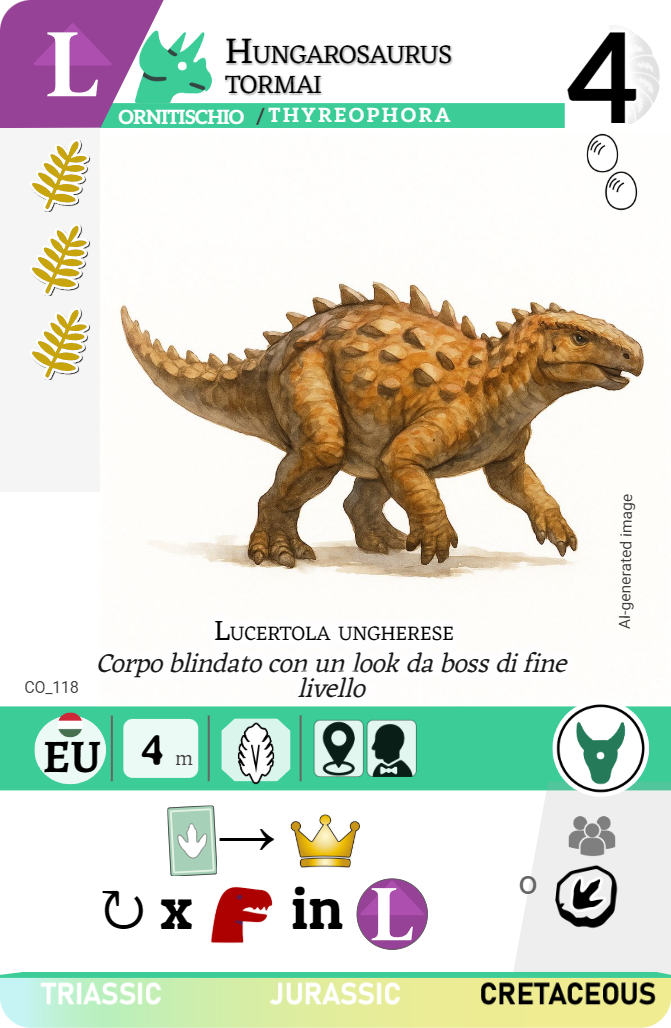 L
HUNGAROSAURUS
TORMAI
4
ORNITISCHIO / THYREOPHORA
AI-generated image
LUCERTOLA UNGHERESE
Corpo blindato con un look da boss di fine
livello
CO_118
EU
4 m
x in L
O
TRIASSIC JURASSIC CRETACEOUS